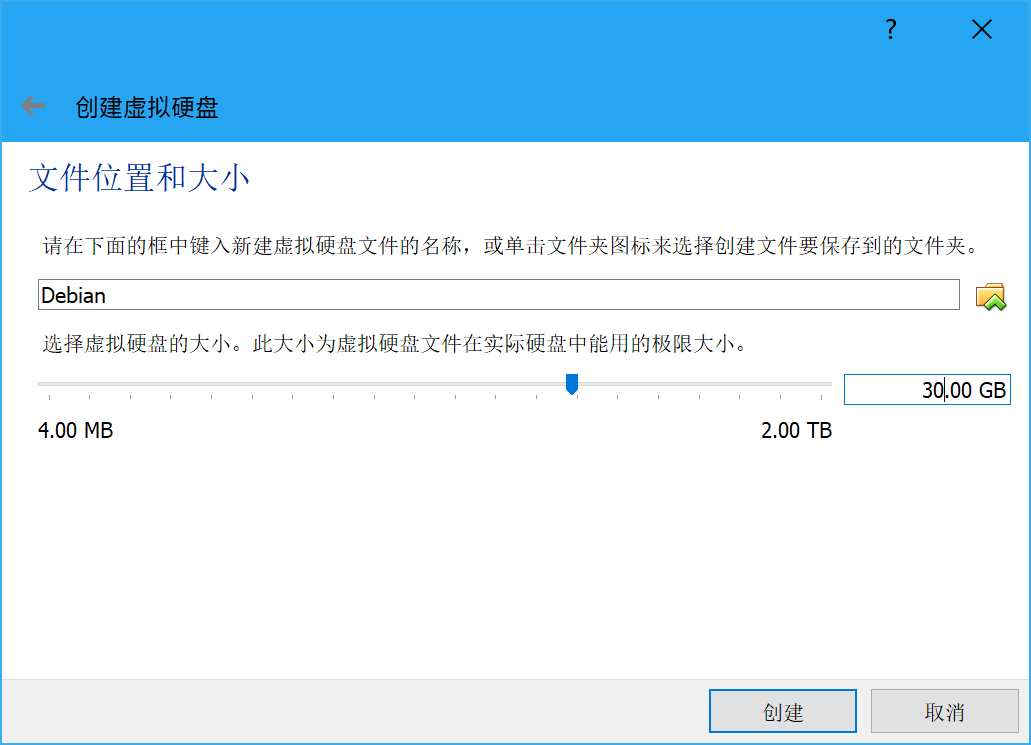 ?
创建虚拟硬盘
文件位置和大小
请在下面的框中键入新建虚拟硬盘文件的名称，或单击文件夹图标来选择创建文件要保存到的文件夹。
Debian
选择虚拟硬盘的大小。此大小为虚拟硬盘文件在实际硬盘中能用的极限大小。
30.00 GB
4.00 MB 2.00 TB
创建 取消